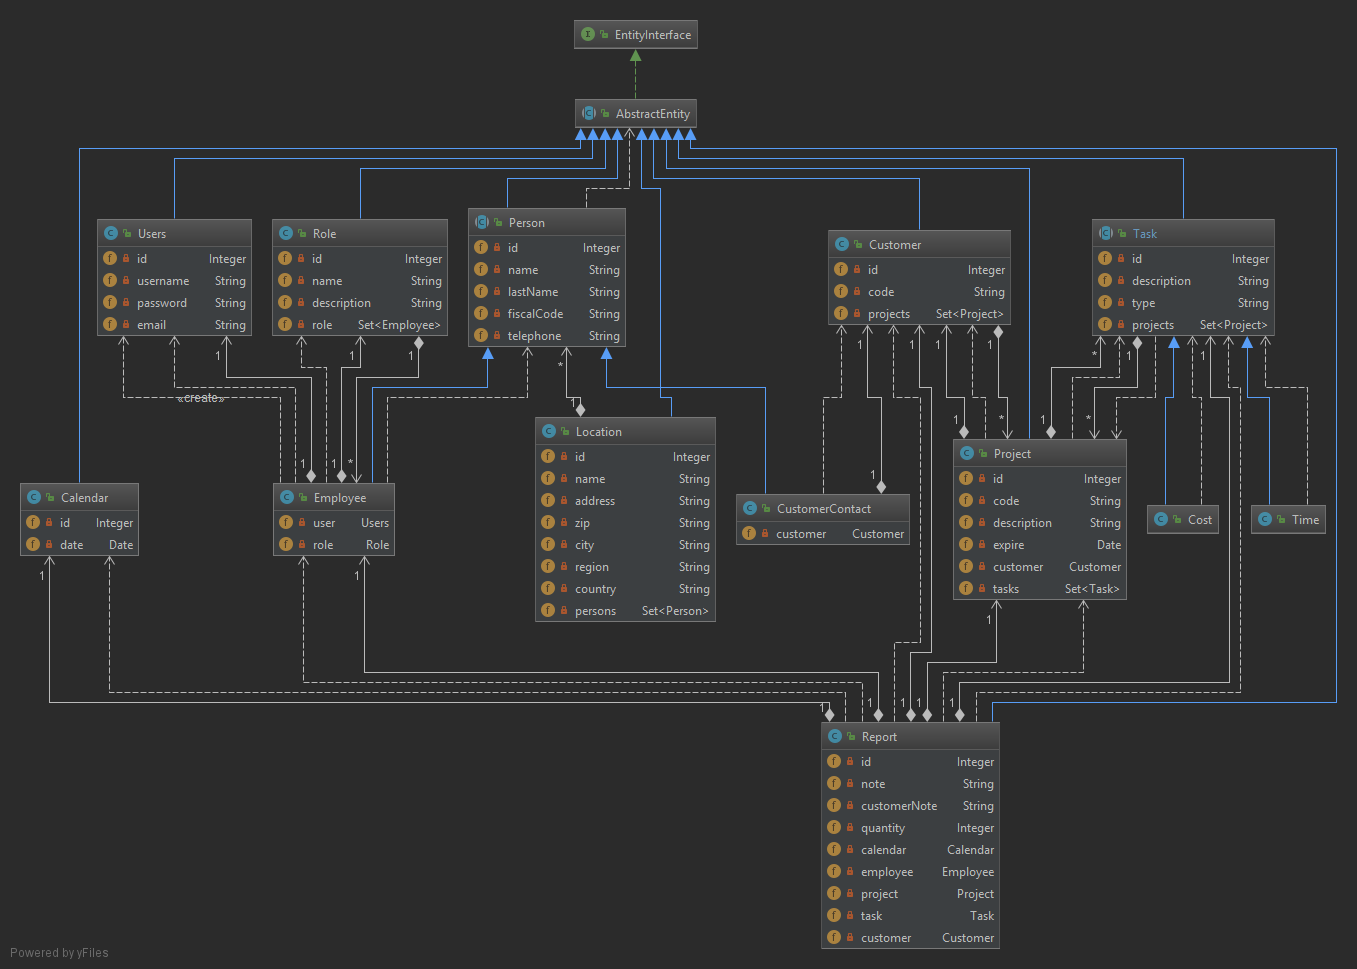 EntityInterface
AbstractEntity
Users
id Integer
username String
password String
email String
Role
id Integer
name String
description String
role Set<Employee>
Person
id Integer
name String
lastName String
fiscalCode String
telephone String
Customer
id Integer
code String
projects Set<Project>
Task
id Integer
description String
type String
projects Set<Project>
1
1
1
*
1
1
1
1
*
1
«create»
1
1
*
1
1
1
*
1
*
Location
id Integer
name String
address String
zip String
city String
region String
country String
persons Set<Person>
Project
id Integer
code String
description String
expire Date
customer Customer
tasks Set<Task>
Calendar
id Integer
date Date
Employee
user Users
role Role
CustomerContact
customer Customer
Cost
Time
1
1
1
1
1
1
1
1
Report
id Integer
note String
customerNote String
quantity Integer
calendar Calendar
employee Employee
project Project
task Task
customer Customer
Powered by yFiles